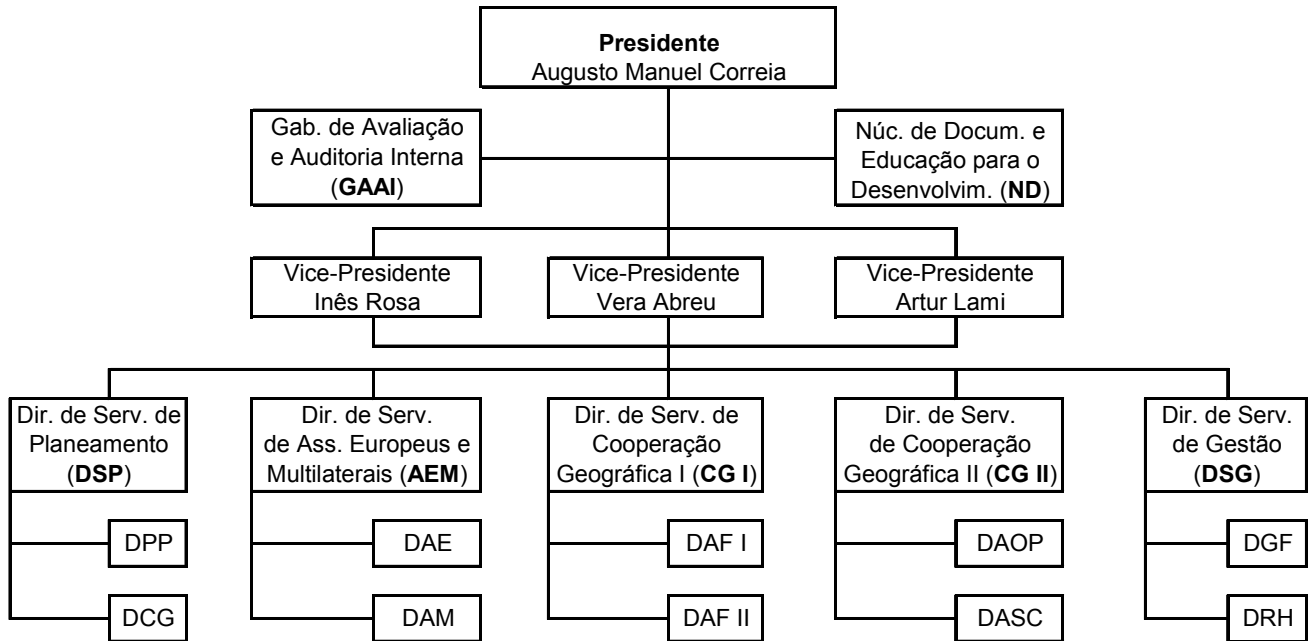 Presidente
Augusto Manuel Correia
Gab. de Avaliação
e Auditoria Interna
(GAAI)
Núc. de Docum. e
Educação para o
Desenvolvim. (ND)
Vice-Presidente
Inês Rosa
Vice-Presidente
Vera Abreu
Vice-Presidente
Artur Lami
Dir. de Serv. de
Planeamento
(DSP)
Dir. de Serv.
de Ass. Europeus e
Multilaterais (AEM)
Dir. de Serv. de
Cooperação
Geográfica I (CG I)
Dir. de Serv.
de Cooperação
Geográfica II (CG II)
Dir. de Serv.
de Gestão
(DSG)
DPP
DAE
DAF I
DAOP
DGF
DCG
DAM
DAF II
DASC
DRH